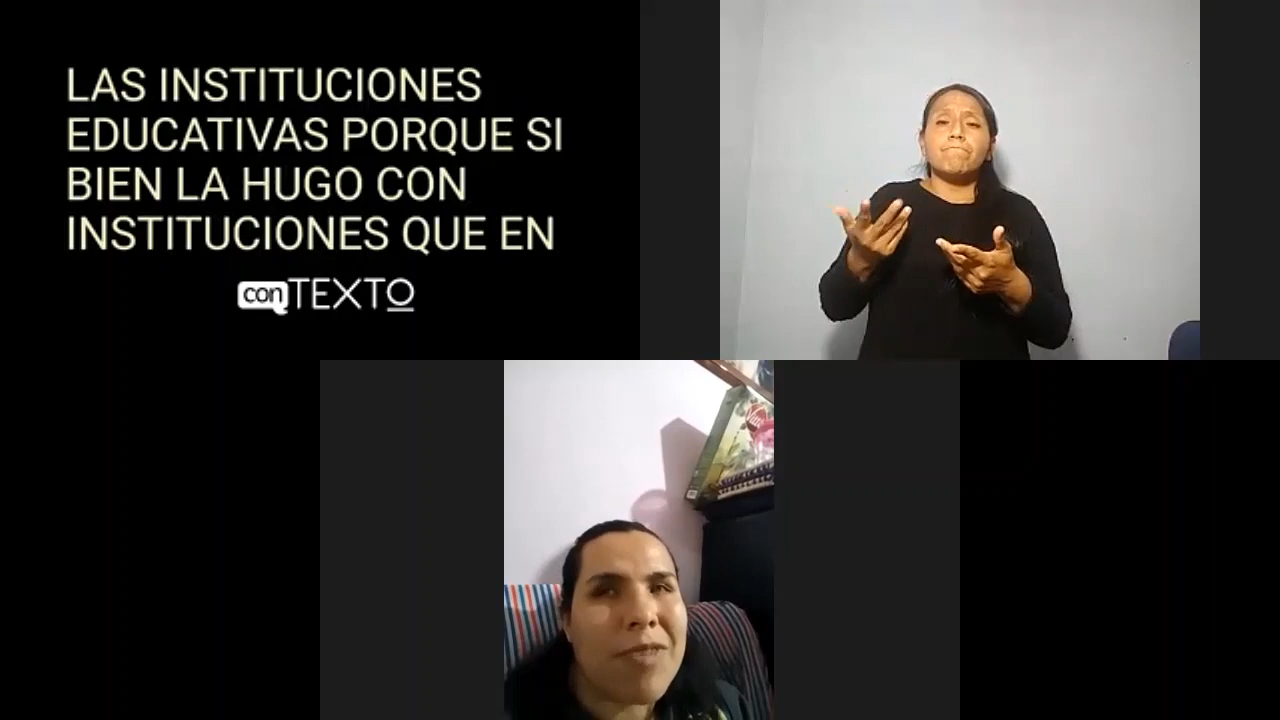 LAS INSTITUCIONES
EDUCATIVAS PORQUE SI
BIEN LA HUGO CON
INSTITUCIONES QUE EN
conTEXTO